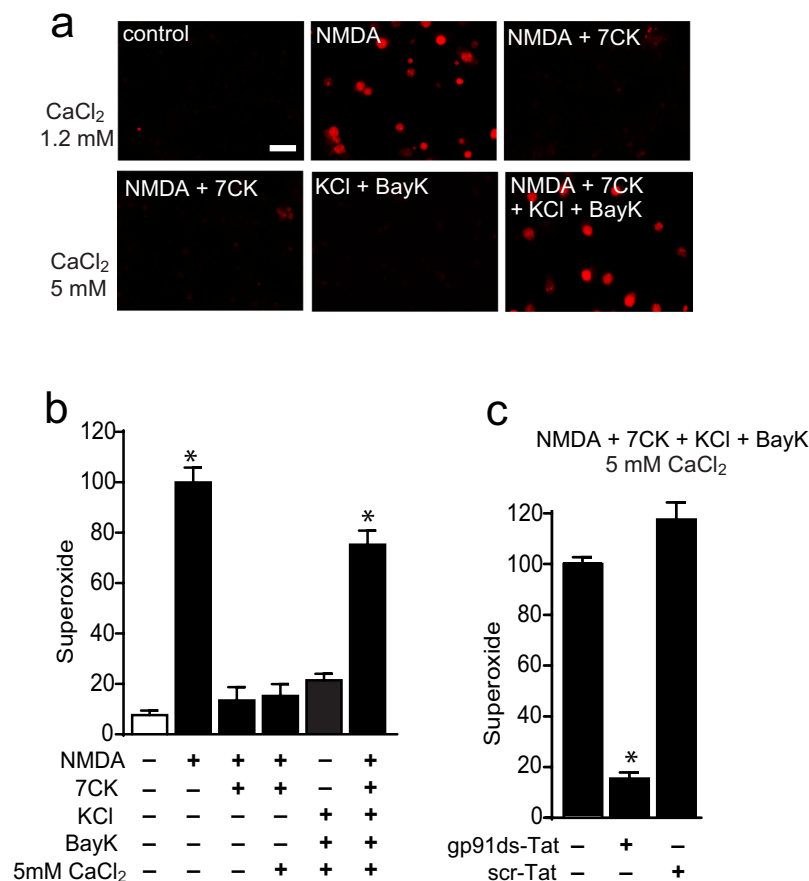 a
control
NMDA
NMDA + 7CK
CaCl2
1.2 mM
NMDA + 7CK
KCl + BayK
NMDA + 7CK
+ KCl + BayK
CaCl2
5 mM
b
Superoxide
120
100
80
60
40
20
0
*
*
NMDA – + + + – +
7CK – – + + – +
KCl – – – – + +
BayK – – – – + +
5mM CaCl2 – – – + + +
c
NMDA + 7CK + KCl + BayK
5 mM CaCl2
Superoxide
120
100
80
60
40
20
0
*
gp91ds-Tat – + –
scr-Tat – – +